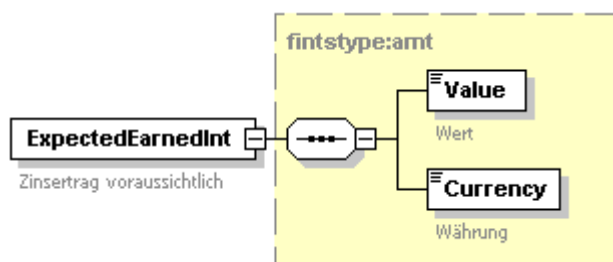 fintstype:amt
Value
Wert
ExpectedEarnedInt
Zinsertrag voraussichtlich
Currency
Währung